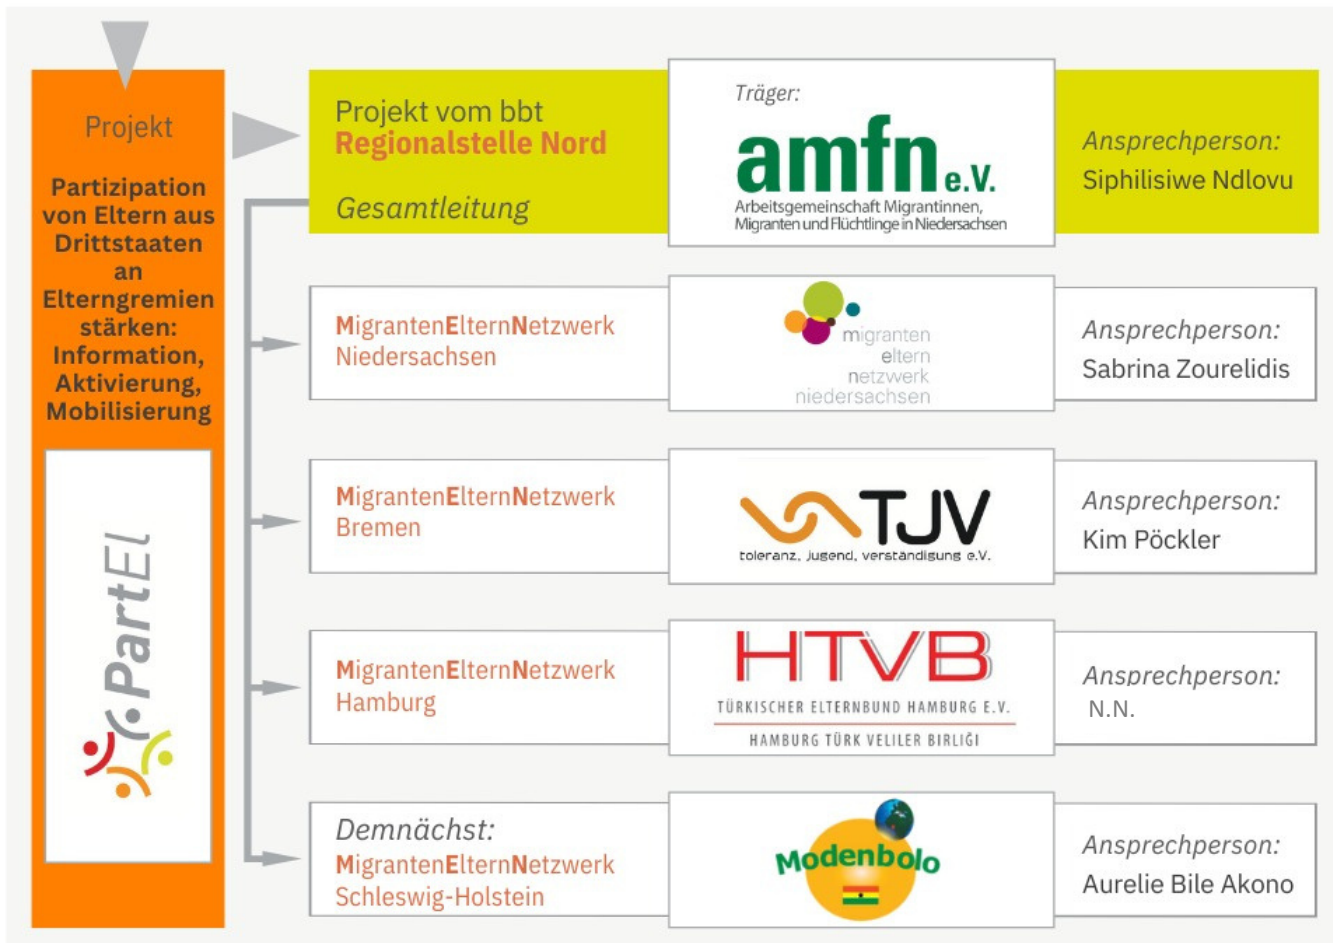 Projekt
Partizipation
von Eltern aus
Drittstaaten
an
Elterngremien
stärken:
Information,
Aktivierung,
Mobilisierung
PartEl
Projekt vom bbt
Regionalstelle Nord
Gesamtleitung
Träger:
amfn e.V.
Arbeitsgemeinschaft Migrantinnen,
Migranten und Flüchtlinge in Niedersachsen
Ansprechperson:
Siphilisiwe Ndlovu
MigrantenElternNetzwerk
Niedersachsen
migranten
eltern
netzwerk
niedersachsen
Ansprechperson:
Sabrina Zourelidis
MigrantenElternNetzwerk
Bremen
TJV
toleranz, jugend, verständigung e.V.
Ansprechperson:
Kim Pöckler
MigrantenElternNetzwerk
Hamburg
HTVB
TÜRKISCHER ELTERNBUND HAMBURG E.V.
HAMBURG TÜRK VELILER BIRLIĞI
Ansprechperson:
N.N.
Demnächst:
MigrantenElternNetzwerk
Schleswig-Holstein
Modenbolo
Ansprechperson:
Aurelie Bile Akono